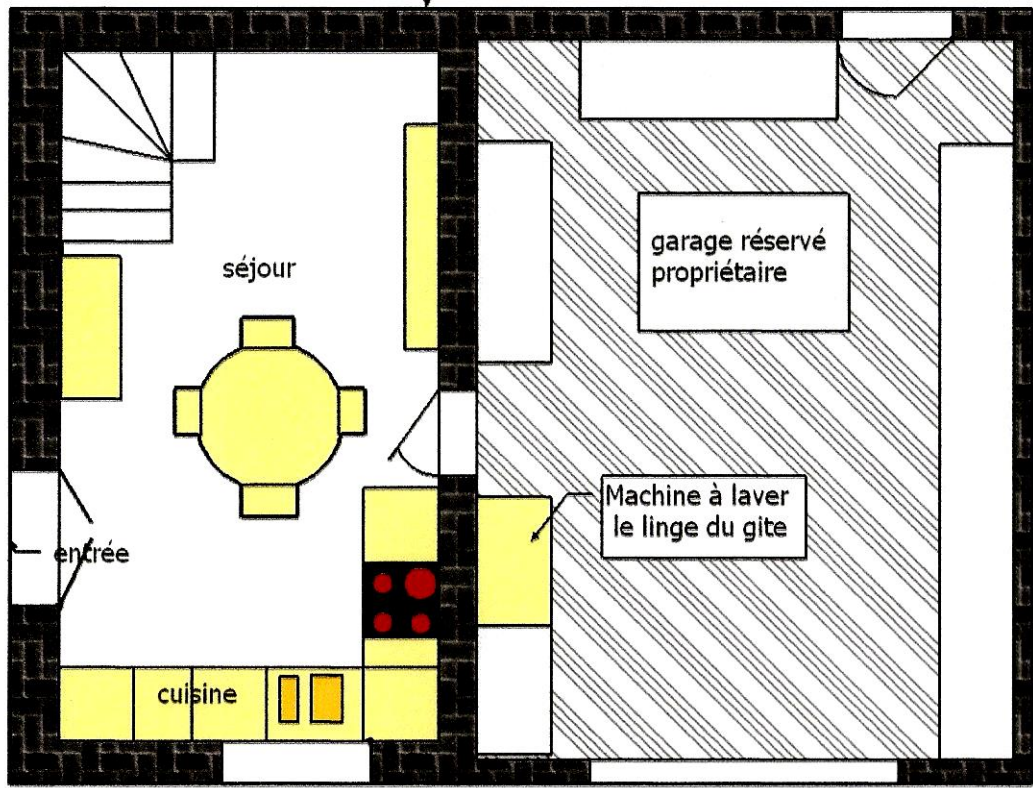 garage réservé
propriétaire
séjour
Machine à laver
le linge du gite
entrée
cuisine